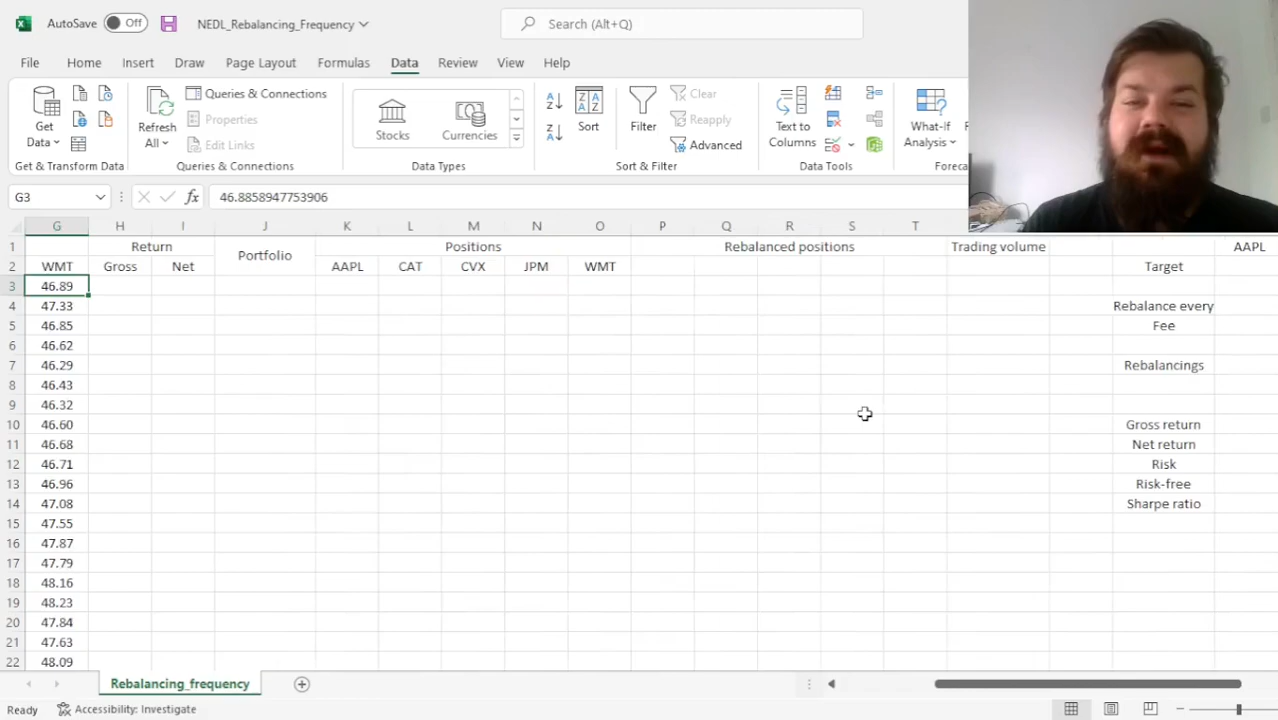 AutoSave Off NEDL_Rebalancing_Frequency Search (Alt+Q)
File Home Insert Draw Page Layout Formulas Data Review View Help
Get Data Refresh All Queries & Connections Properties Edit Links Stocks Currencies Sort Filter Clear Reapply Advanced Text to Columns What-If Analysis
Get & Transform Data Queries & Connections Data Types Sort & Filter Data Tools Foreca
G3 fx 46.8858947753906
G H I J K L M N O P Q R S T
1 Return Portfolio Positions Rebalanced positions Trading volume AAPL
2 WMT Gross Net AAPL CAT CVX JPM WMT Target
3 46.89
4 47.33 Rebalance every
5 46.85 Fee
6 46.62
7 46.29 Rebalancings
8 46.43
9 46.32
10 46.60 Gross return
11 46.68 Net return
12 46.71 Risk
13 46.96 Risk-free
14 47.08 Sharpe ratio
15 47.55
16 47.87
17 47.79
18 48.16
19 48.23
20 47.84
21 47.63
22 48.09
Rebalancing_frequency
Ready Accessibility: Investigate